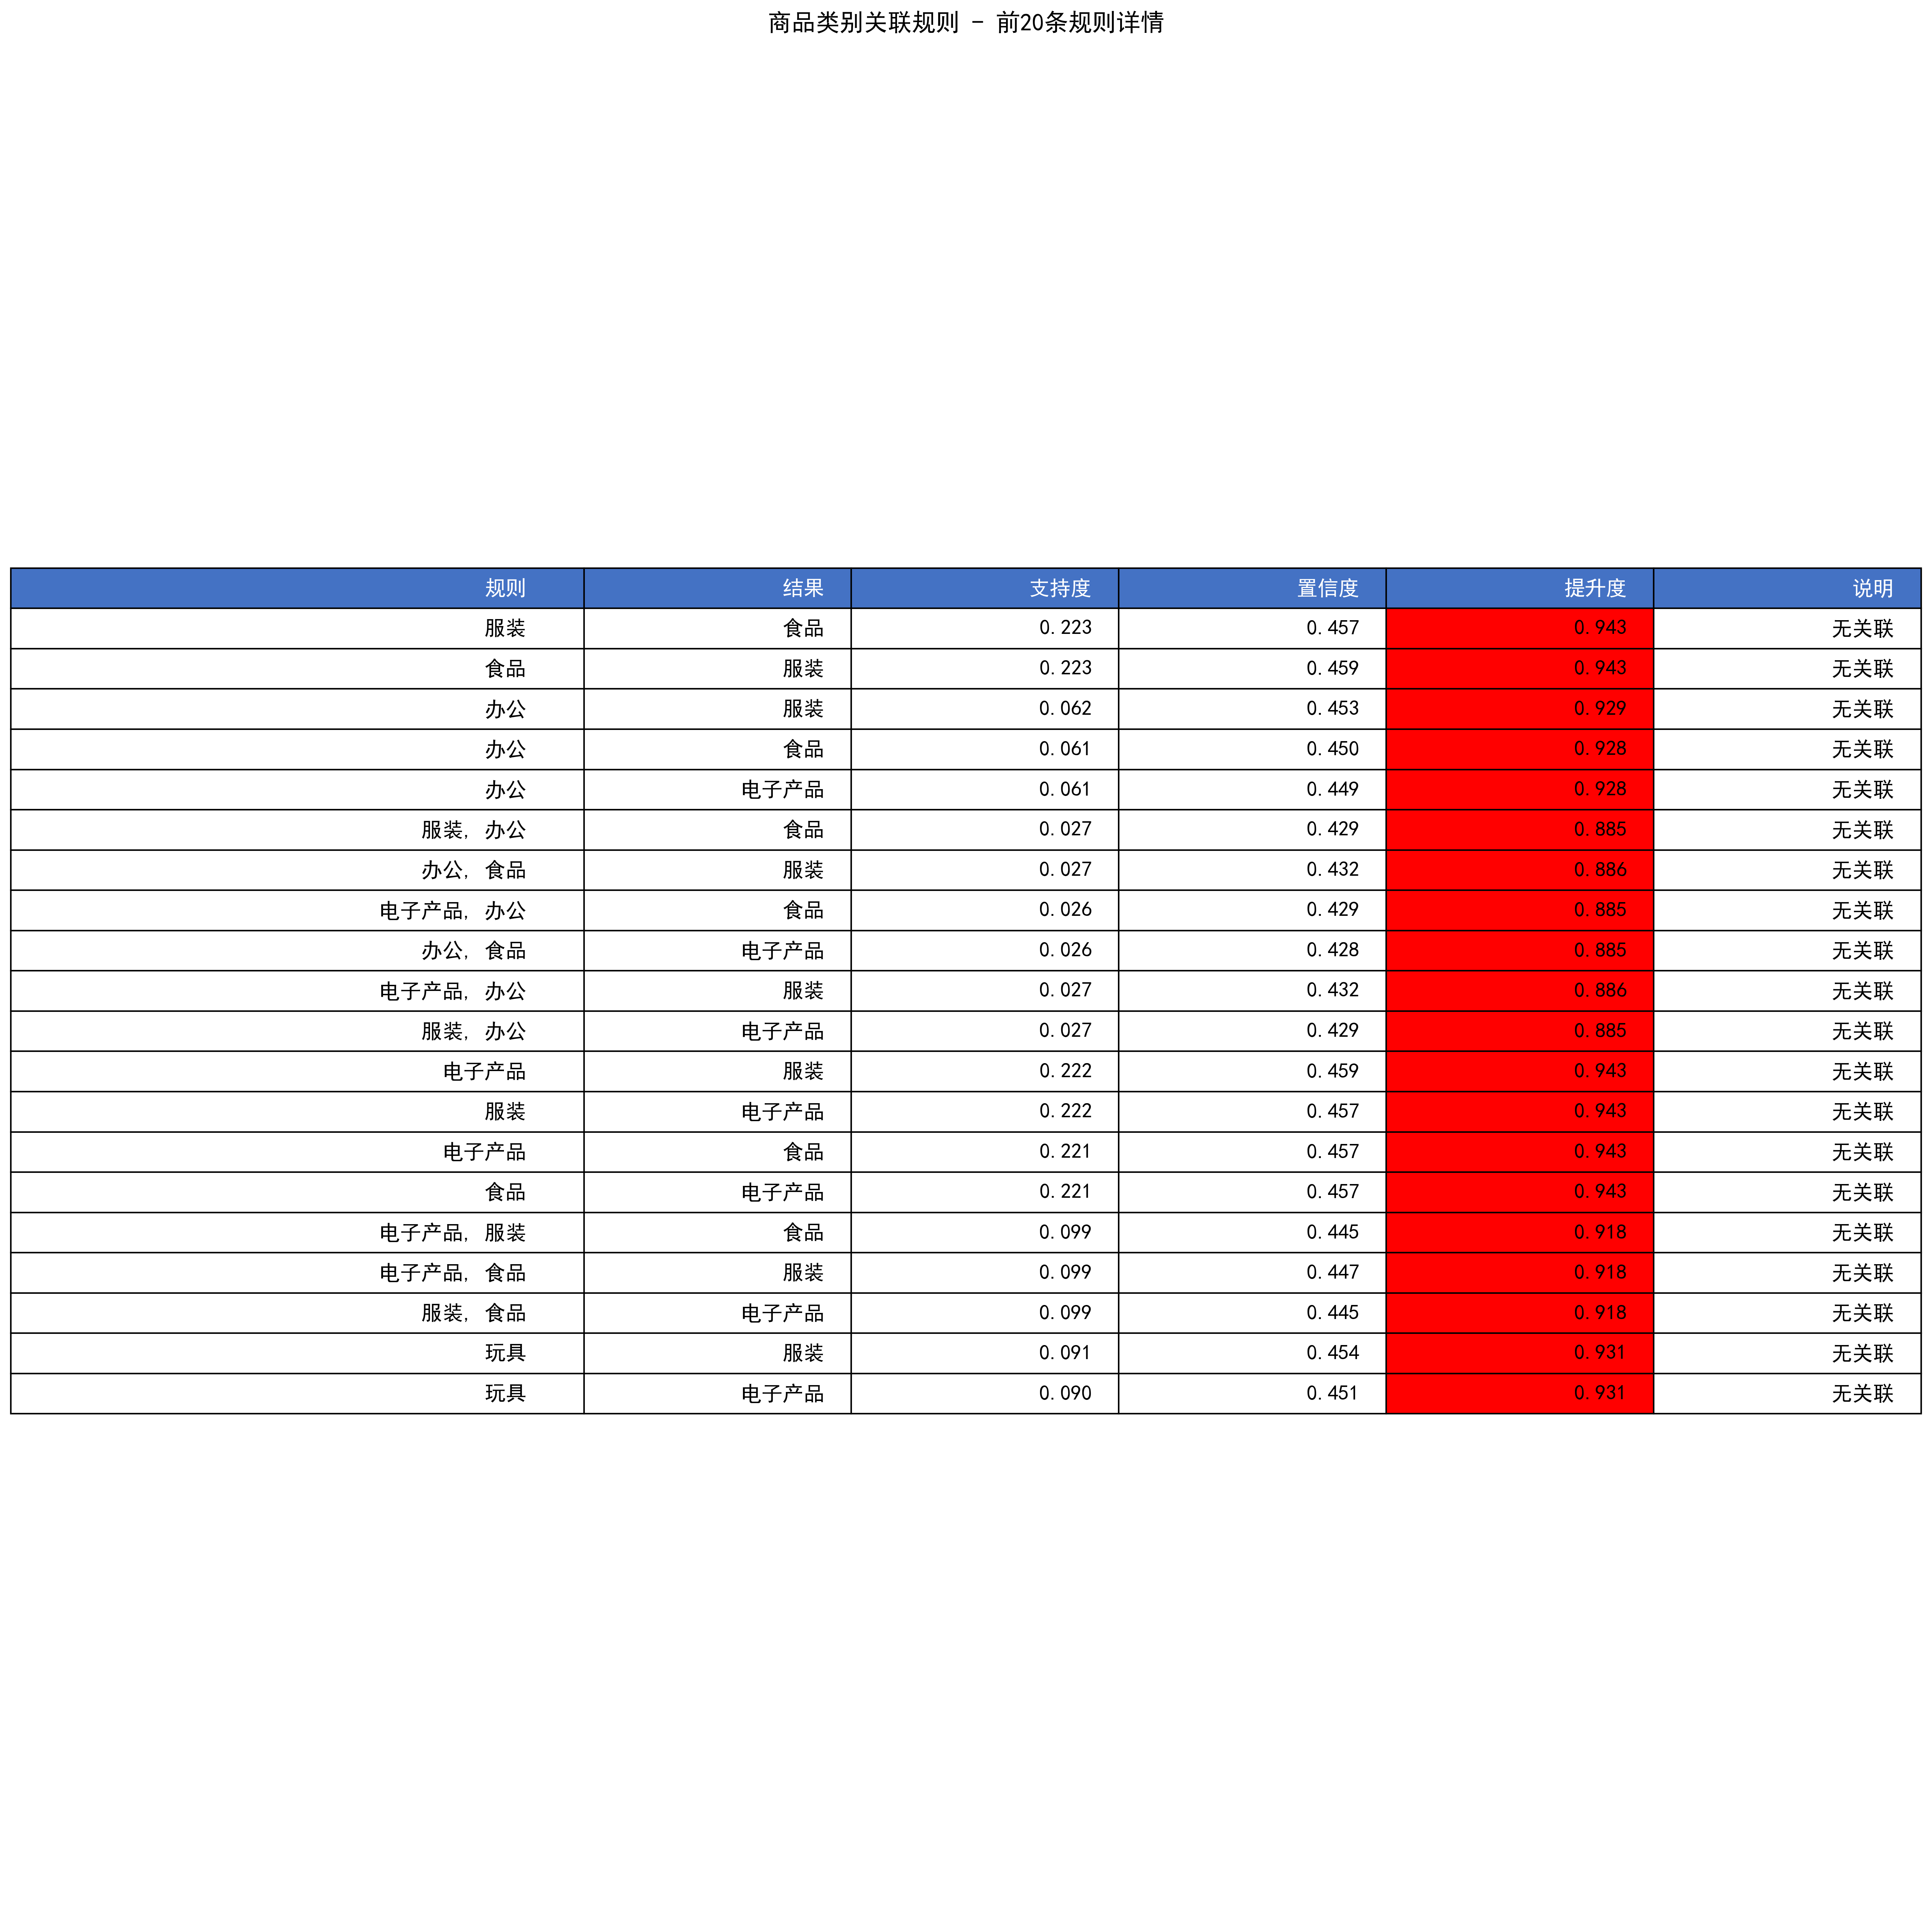 商品类别关联规则 - 前20条规则详情
规则 结果 支持度 置信度 提升度 说明
服装 食品 0.223 0.457 0.943 无关联
食品 服装 0.223 0.459 0.943 无关联
办公 服装 0.062 0.453 0.929 无关联
办公 食品 0.061 0.450 0.928 无关联
办公 电子产品 0.061 0.449 0.928 无关联
服装, 办公 食品 0.027 0.429 0.885 无关联
办公, 食品 服装 0.027 0.432 0.886 无关联
电子产品, 办公 食品 0.026 0.429 0.885 无关联
办公, 食品 电子产品 0.026 0.428 0.885 无关联
电子产品, 办公 服装 0.027 0.432 0.886 无关联
服装, 办公 电子产品 0.027 0.429 0.885 无关联
电子产品 服装 0.222 0.459 0.943 无关联
服装 电子产品 0.222 0.457 0.943 无关联
电子产品 食品 0.221 0.457 0.943 无关联
食品 电子产品 0.221 0.457 0.943 无关联
电子产品, 服装 食品 0.099 0.445 0.918 无关联
电子产品, 食品 服装 0.099 0.447 0.918 无关联
服装, 食品 电子产品 0.099 0.445 0.918 无关联
玩具 服装 0.091 0.454 0.931 无关联
玩具 电子产品 0.090 0.451 0.931 无关联